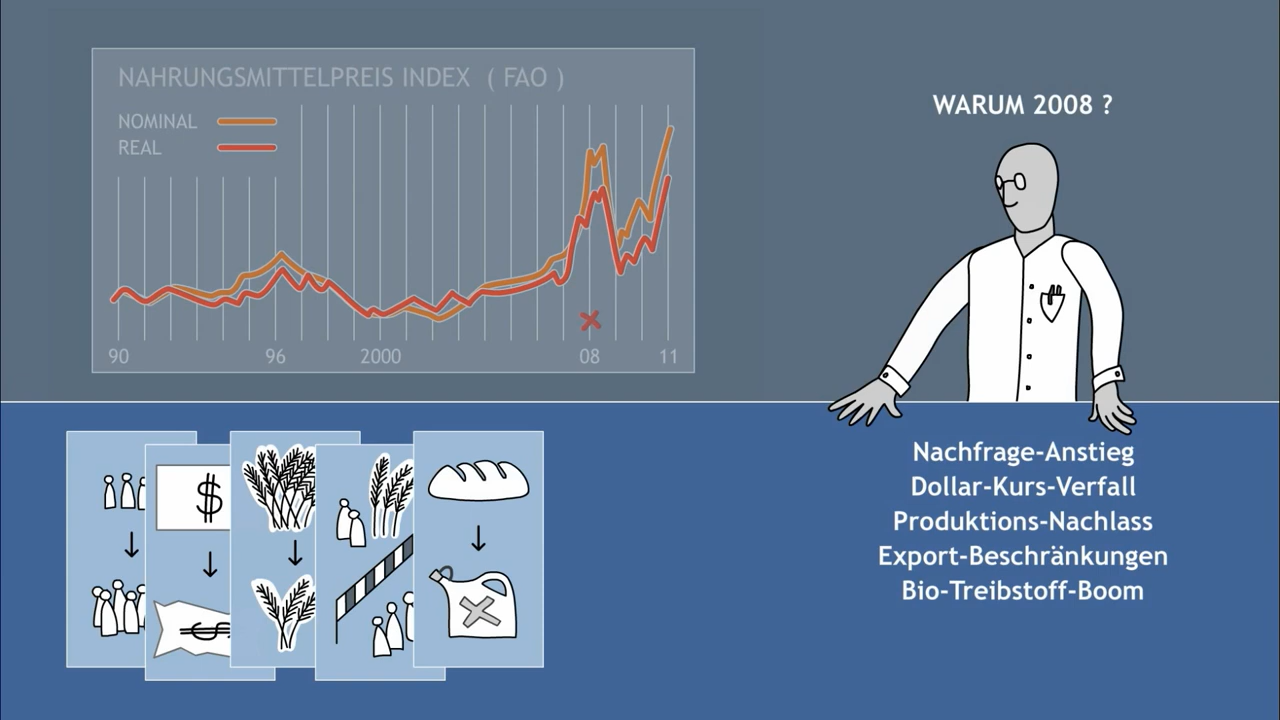 NAHRUNGSMITTELPREIS INDEX ( FAO )
NOMINAL
REAL
90 96 2000 08 11
WARUM 2008 ?
$
$
Nachfrage-Anstieg
Dollar-Kurs-Verfall
Produktions-Nachlass
Export-Beschränkungen
Bio-Treibstoff-Boom